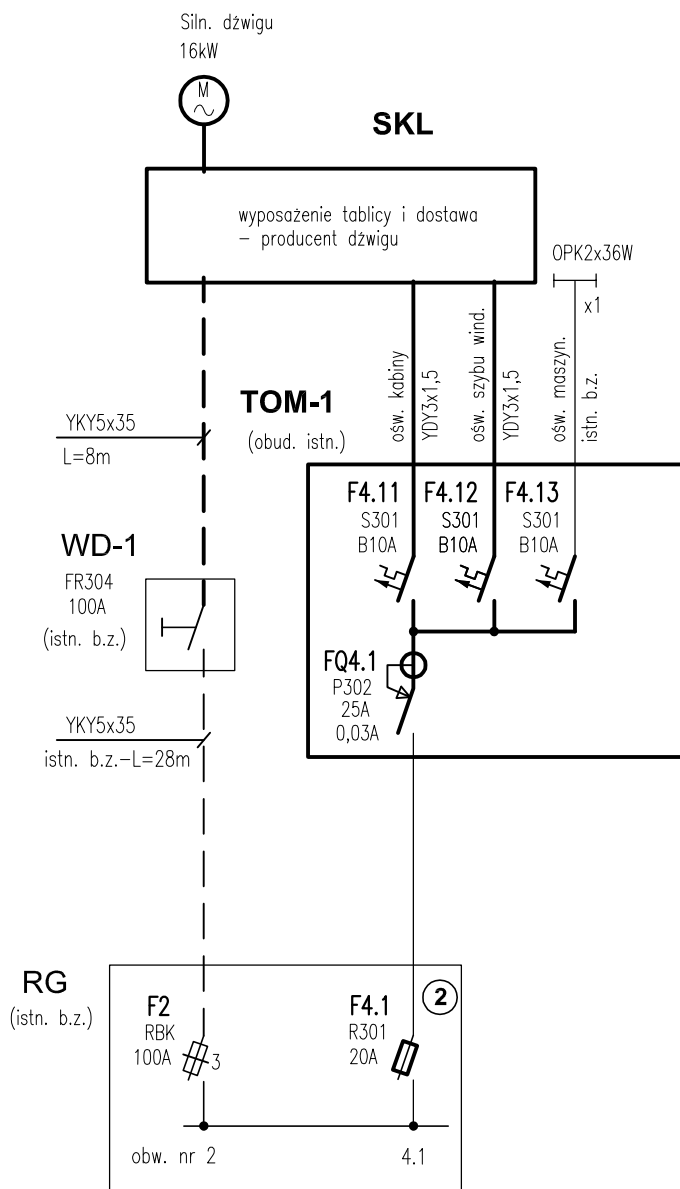 Siln. dźwigu
16kW
M
SKL
wyposażenie tablicy i dostawa
– producent dźwigu
OPK2x36W
x1
ośw. kabiny
YDY3x1,5
ośw. szybu wind.
YDY3x1,5
ośw. maszyn.
istn. b.z.
TOM-1
(obud. istn.)
YKY5x35
L=8m
F4.11
S301
B10A
F4.12
S301
B10A
F4.13
S301
B10A
WD-1
FR304
100A
(istn. b.z.)
FQ4.1
P302
25A
0,03A
YKY5x35
istn. b.z.–L=28m
RG
(istn. b.z.)
F2
RBK
100A
3
F4.1
R301
20A
2
obw. nr 2
4.1